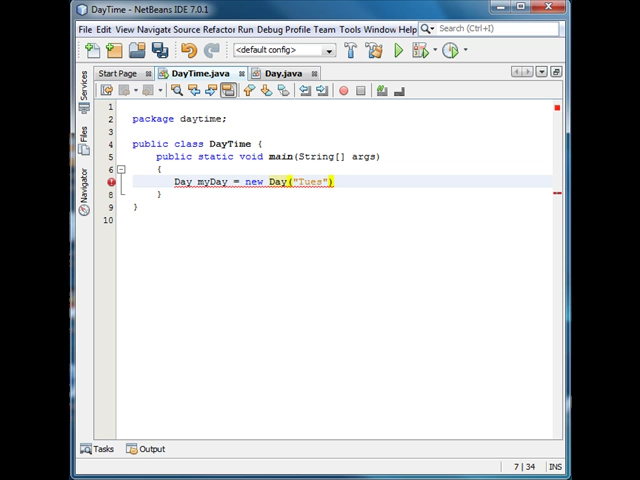 DayTime - NetBeans IDE 7.0.1
File Edit View Navigate Source Refactor Run Debug Profile Team Tools Window Help Search (Ctrl+I)
<default config>
Start Page DayTime.java Day.java
Services
Files
Navigator
1
2 package daytime;
3
4 public class DayTime {
5 public static void main(String[] args)
6 {
Day myDay = new Day("Tues")
8 }
9 }
10
Tasks Output
7 | 34 INS